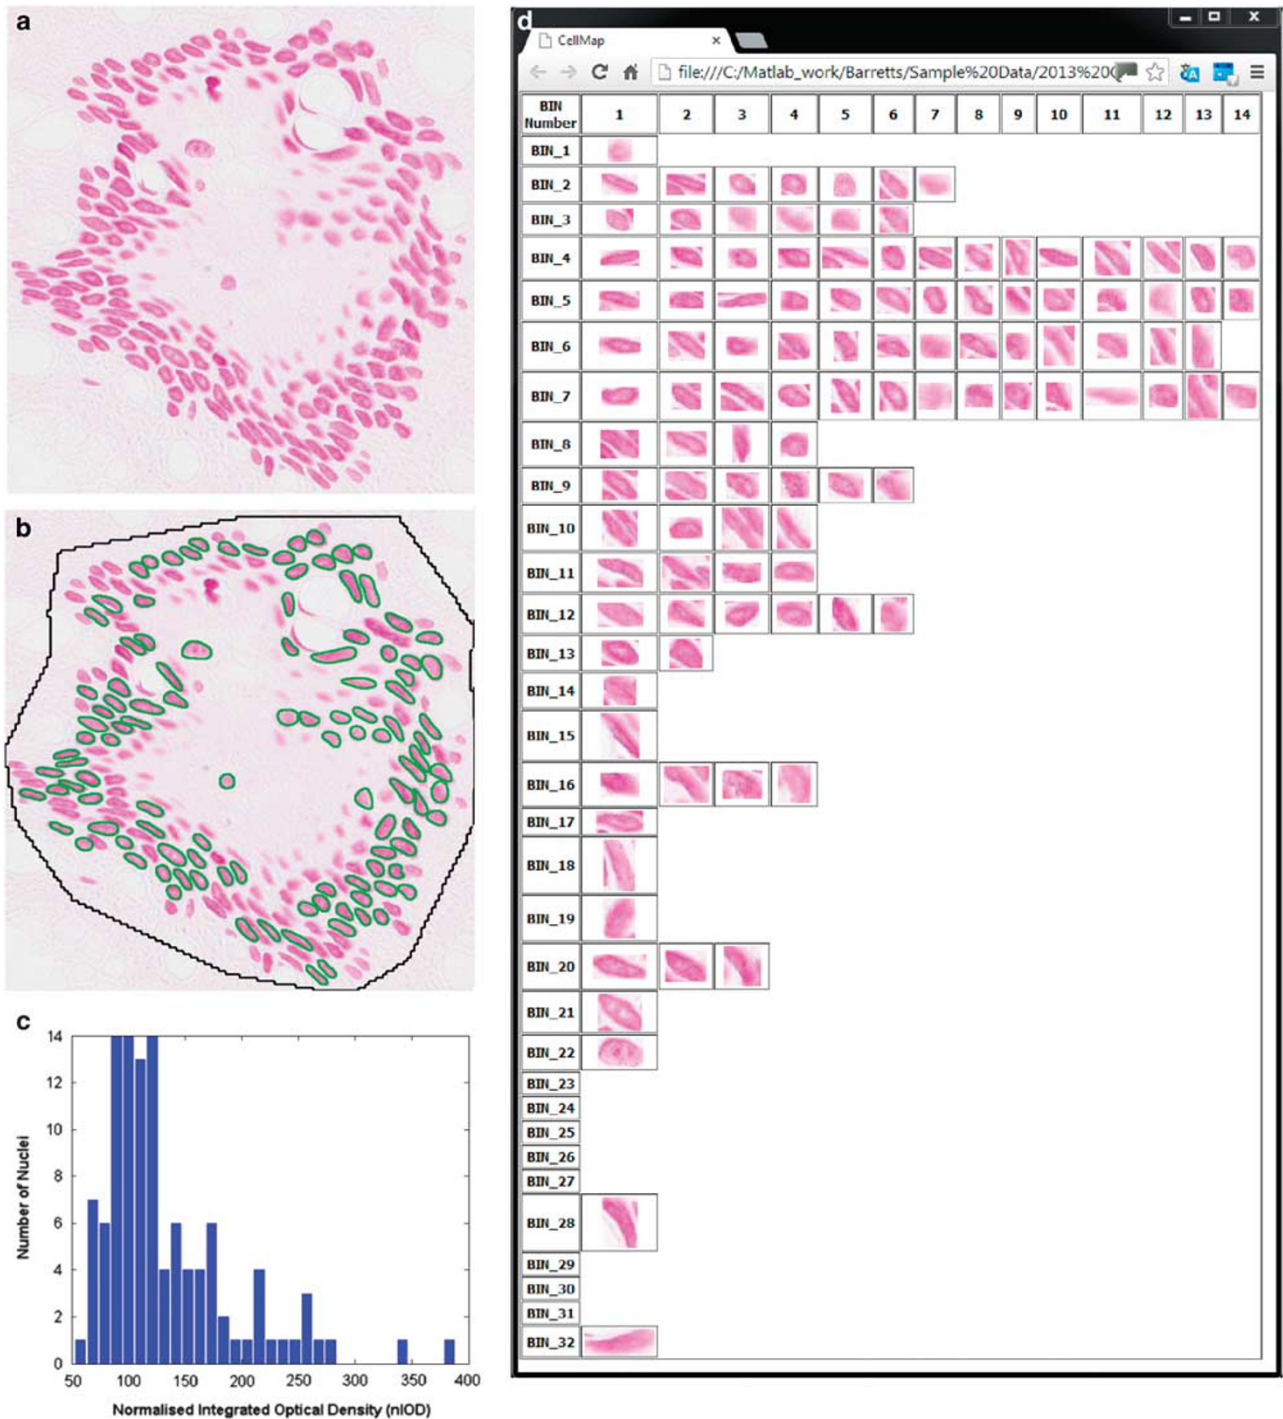 a
b
c
14
12
10
8
6
4
2
0
50 100 150 200 250 300 350 400
Number of Nuclei
Normalised Integrated Optical Density (nIOD)
d
CellMap
file:///C:/Matlab_work/Barretts/Sample%20Data/2013%20
BIN Number 1 2 3 4 5 6 7 8 9 10 11 12 13 14
BIN_1
BIN_2
BIN_3
BIN_4
BIN_5
BIN_6
BIN_7
BIN_8
BIN_9
BIN_10
BIN_11
BIN_12
BIN_13
BIN_14
BIN_15
BIN_16
BIN_17
BIN_18
BIN_19
BIN_20
BIN_21
BIN_22
BIN_23
BIN_24
BIN_25
BIN_26
BIN_27
BIN_28
BIN_29
BIN_30
BIN_31
BIN_32